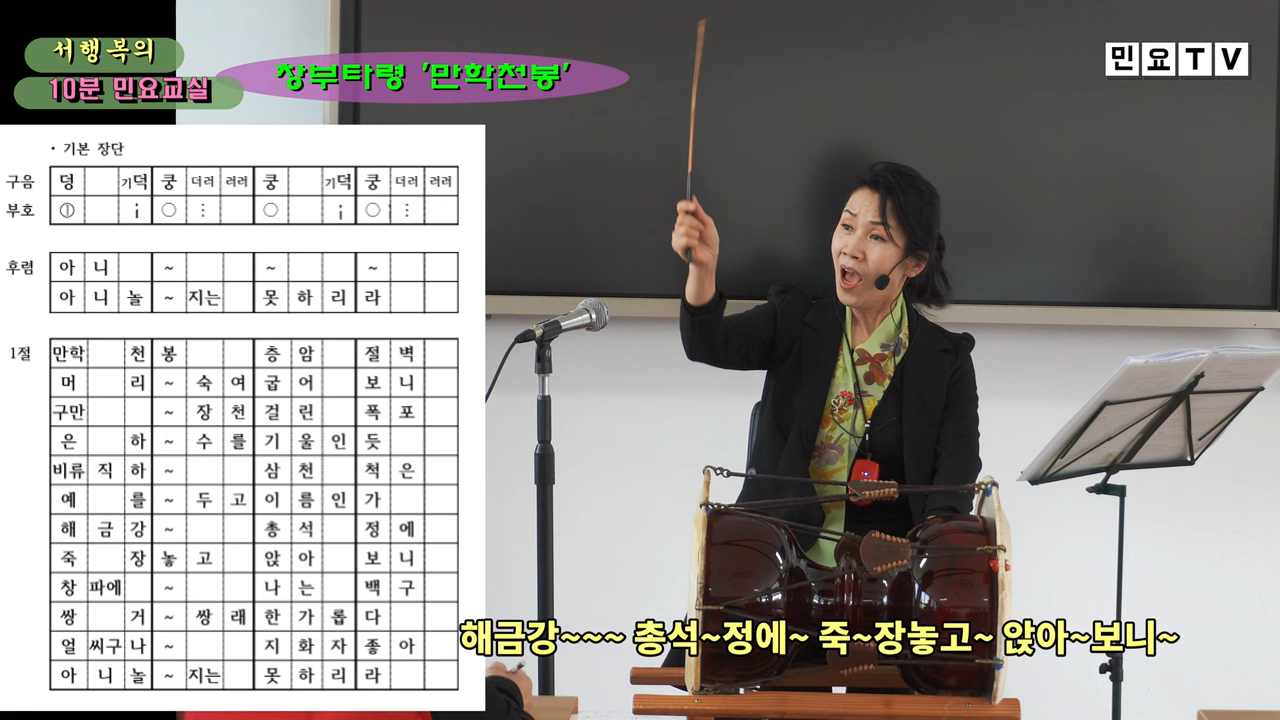 서행복의
10분 민요교실
창부타령 '만학천봉'
민요TV
· 기본 장단
구음 덩 기덕 쿵 더러 러러 쿵 기덕 쿵 더러 러러
부호 ⏀ ¡ ○ ⋮ ○ ¡ ○ ⋮
후렴 아 니 ~ ~ ~
아 니 놀 ~ 지는 못 하 리 라
1절 만학 천 봉 층 암 절 벽
머 리 ~ 숙 여 굽 어 보 니
구만 ~ 장 천 걸 린 폭 포
은 하 ~ 수 를 기 울 인 듯
비류 직 하 ~ 삼 천 척 은
예 를 ~ 두 고 이 름 인 가
해 금 강 ~ 총 석 정 에
죽 장 놓 고 앉 아 보 니
창 파에 ~ 나 는 백 구
쌍 거 ~ 쌍 래 한 가 롭 다
얼 씨구 나 ~ 지 화 자 좋 아
아 니 놀 ~ 지는 못 하 리 라
해금강~~~ 총석~정에~ 죽~장놓고~ 앉아~보니~